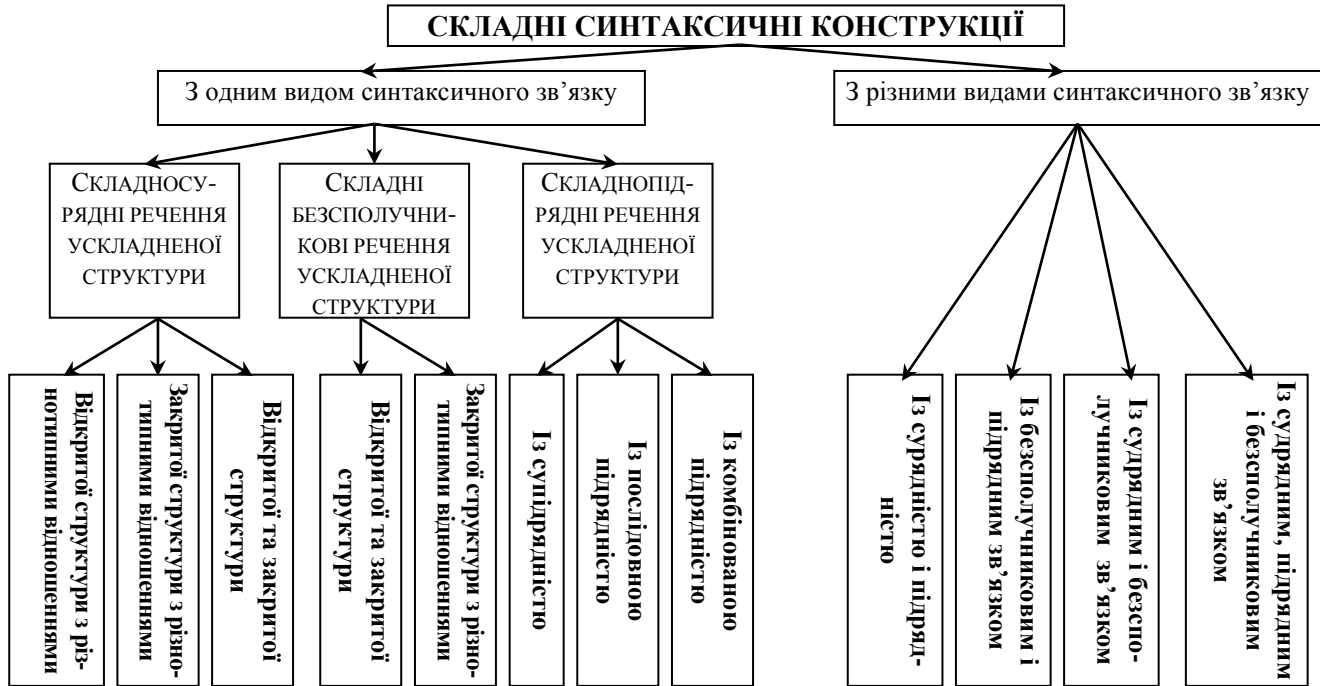 СКЛАДНІ СИНТАКСИЧНІ КОНСТРУКЦІЇ
З одним видом синтаксичного зв’язку
З різними видами синтаксичного зв’язку
СКЛАДНОСУ-
РЯДНІ РЕЧЕННЯ
УСКЛАДНЕНОЇ
СТРУКТУРИ
СКЛАДНІ
БЕЗСПОЛУЧНИ-
КОВІ РЕЧЕННЯ
УСКЛАДНЕНОЇ
СТРУКТУРИ
СКЛАДНОПІД-
РЯДНІ РЕЧЕННЯ
УСКЛАДНЕНОЇ
СТРУКТУРИ
Відкритої структури з різ-
нотипними відношеннями
Закритої структури з різно-
типними відношеннями
Відкритої та закритої
структури
Відкритої та закритої
структури
Закритої структури з різно-
типними відношеннями
Із супідрядністю
Із послідовною
підрядністю
Із комбінованою
підрядністю
Із сурядністю і підряд-
ністю
Із безсполучниковим і
підрядним зв’язком
Із судрядним і безспо-
лучниковим зв’язком
Із судрядним, підрядним
і безсполучниковим
зв’язком